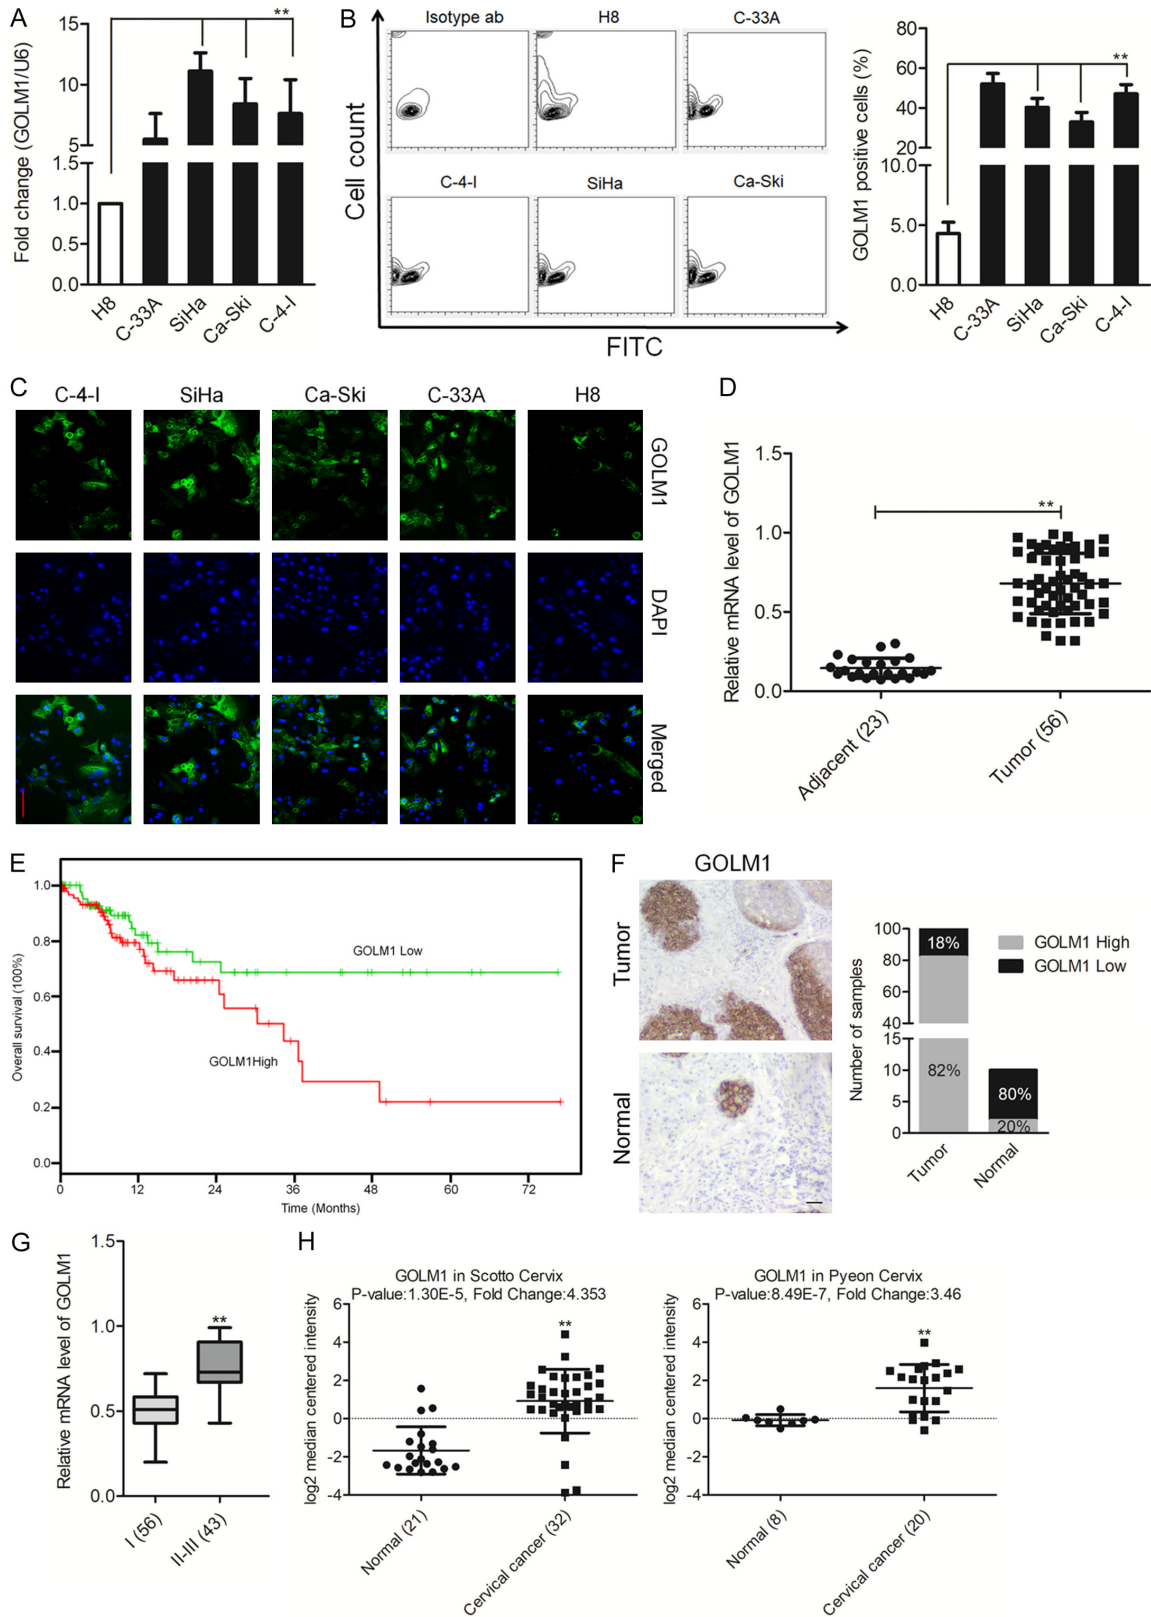 A
Fold change (GOLM1/U6)
15
10
5
1.5
1.0
0.5
0.0
**
H8
C-33A
SiHa
Ca-Ski
C-4-I
B
Cell count
Isotype ab
H8
C-33A
C-4-I
SiHa
Ca-Ski
FITC
GOLM1 positive cells (%)
80
60
40
20
10.0
5.0
0.0
**
H8
C-33A
SiHa
Ca-Ski
C-4-I
C
C-4-I
SiHa
Ca-Ski
C-33A
H8
GOLM1
DAPI
Merged
D
Relative mRNA level of GOLM1
1.5
1.0
0.5
0.0
**
Adjacent (23)
Tumor (56)
E
Overall survival (100%)
1.0
0.8
0.6
0.4
0.2
0.0
GOLM1 Low
GOLM1High
0
12
24
36
48
60
72
Time (Months)
F
GOLM1
Tumor
Normal
Number of samples
100
80
60
40
15
10
5
0
18%
82%
80%
20%
Tumor
Normal
GOLM1 High
GOLM1 Low
G
Relative mRNA level of GOLM1
1.5
1.0
0.5
0.0
**
I (56)
II-III (43)
H
GOLM1 in Scotto Cervix
P-value:1.30E-5, Fold Change:4.353
log2 median centered intensity
6
4
2
0
-2
-4
**
Normal (21)
Cervical cancer (32)
GOLM1 in Pyeon Cervix
P-value:8.49E-7, Fold Change:3.46
log2 median centered intensity
6
4
2
0
-2
-4
**
Normal (8)
Cervical cancer (20)